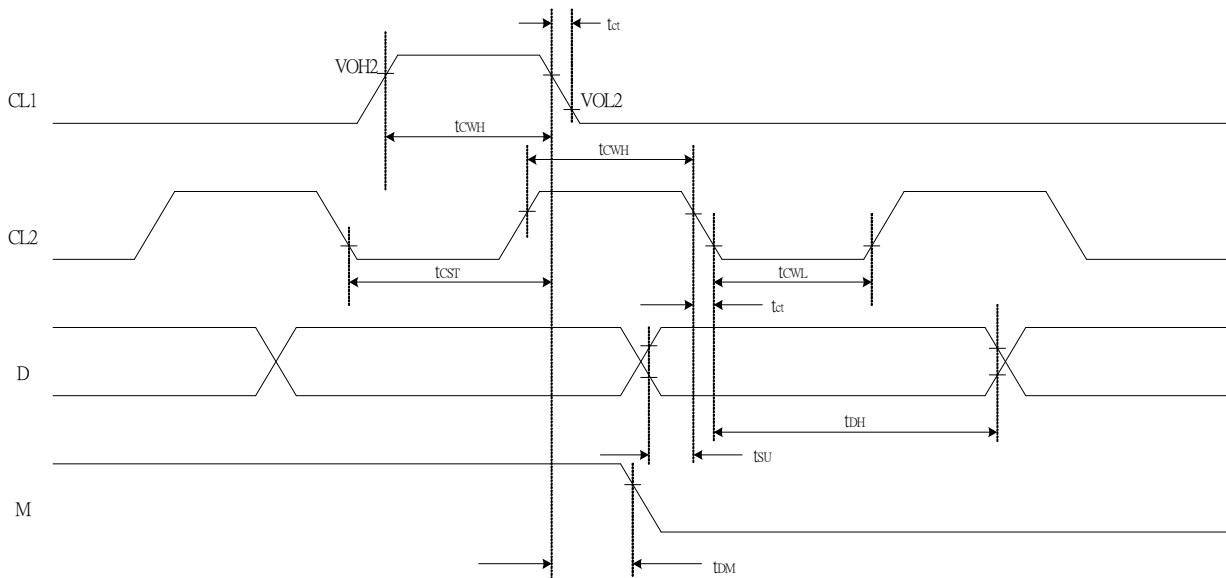 tct
VOH2
CL1
VOL2
tCWH
tCWH
CL2
tCST
tCWL
tct
D
tDH
tSU
M
tDM